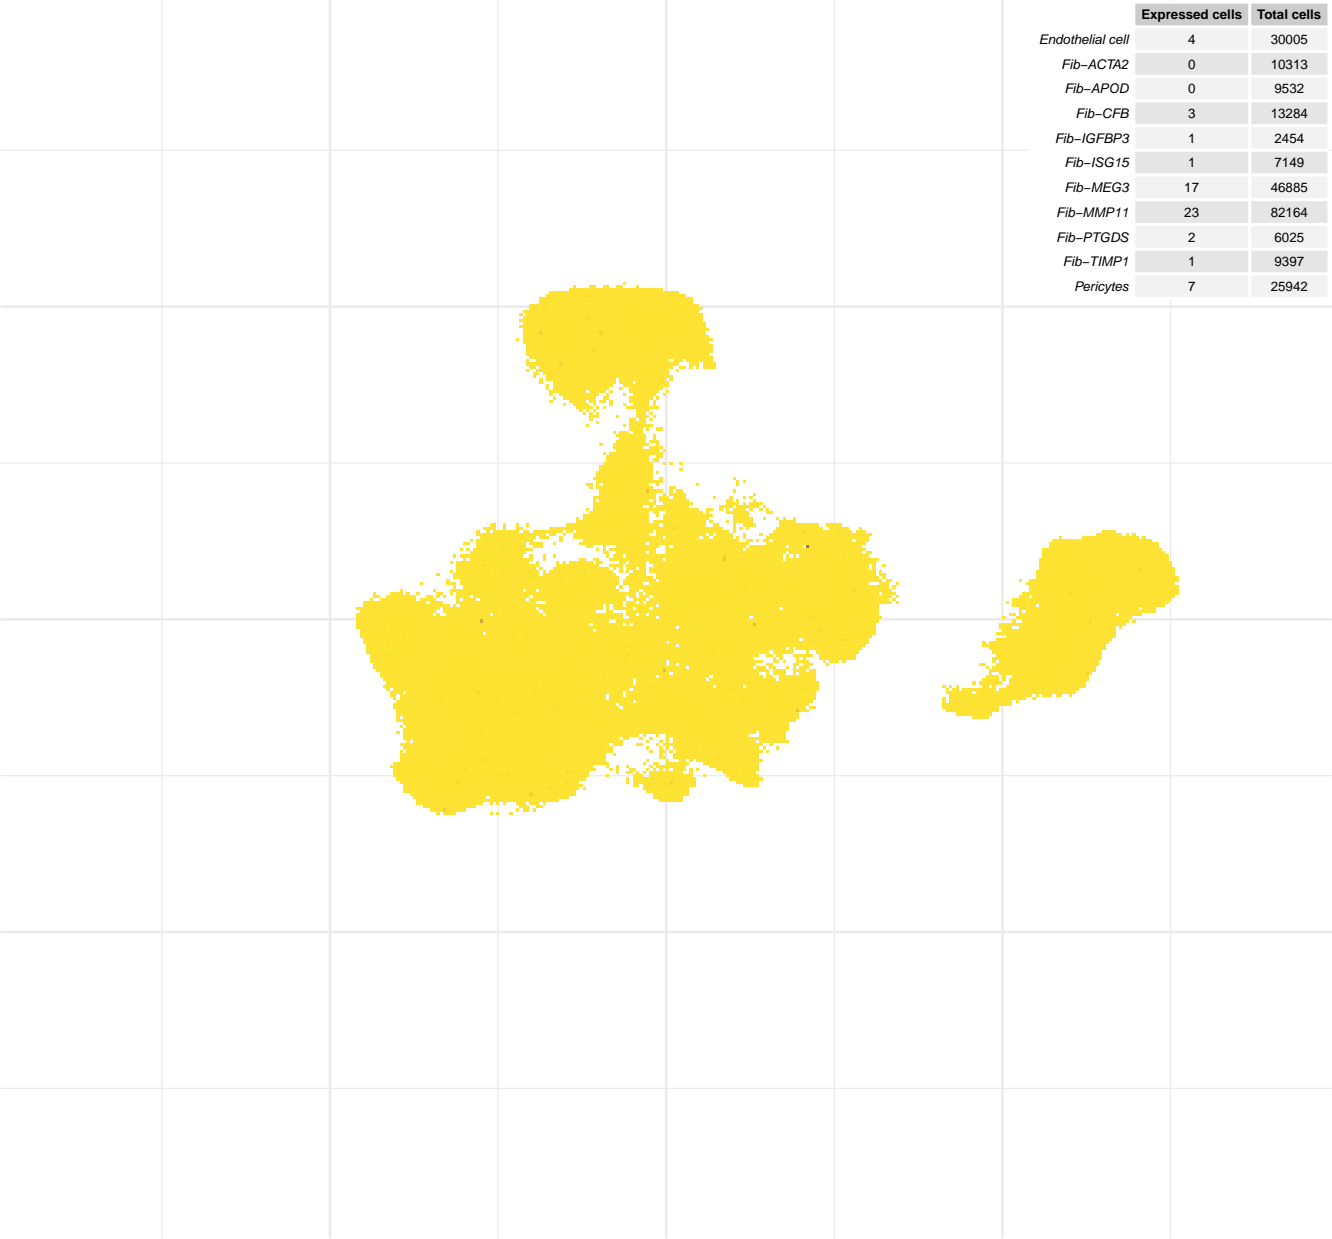 Expressed cells Total cells
Endothelial cell 4 30005
Fib−ACTA2 0 10313
Fib−APOD 0 9532
Fib−CFB 3 13284
Fib−IGFBP3 1 2454
Fib−ISG15 1 7149
Fib−MEG3 17 46885
Fib−MMP11 23 82164
Fib−PTGDS 2 6025
Fib−TIMP1 1 9397
Pericytes 7 25942